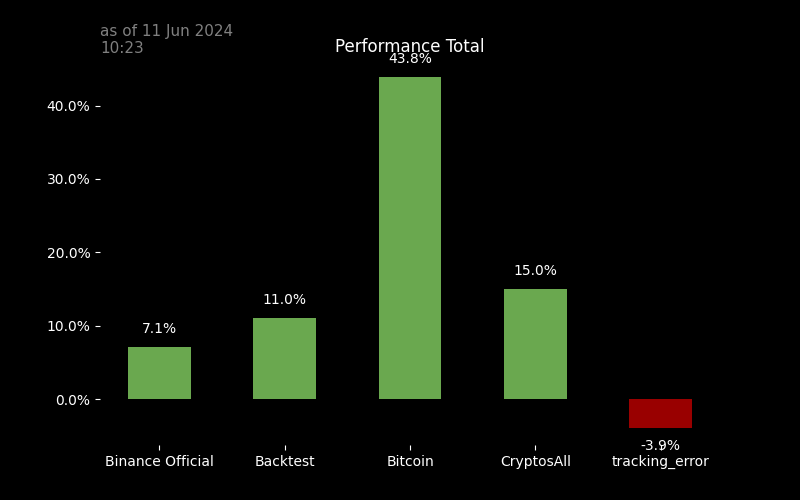 as of 11 Jun 2024
10:23
Performance Total
43.8%
40.0%
30.0%
20.0%
15.0%
11.0%
10.0%
7.1%
0.0%
-3.9%
Binance Official
Backtest
Bitcoin
CryptosAll
tracking_error